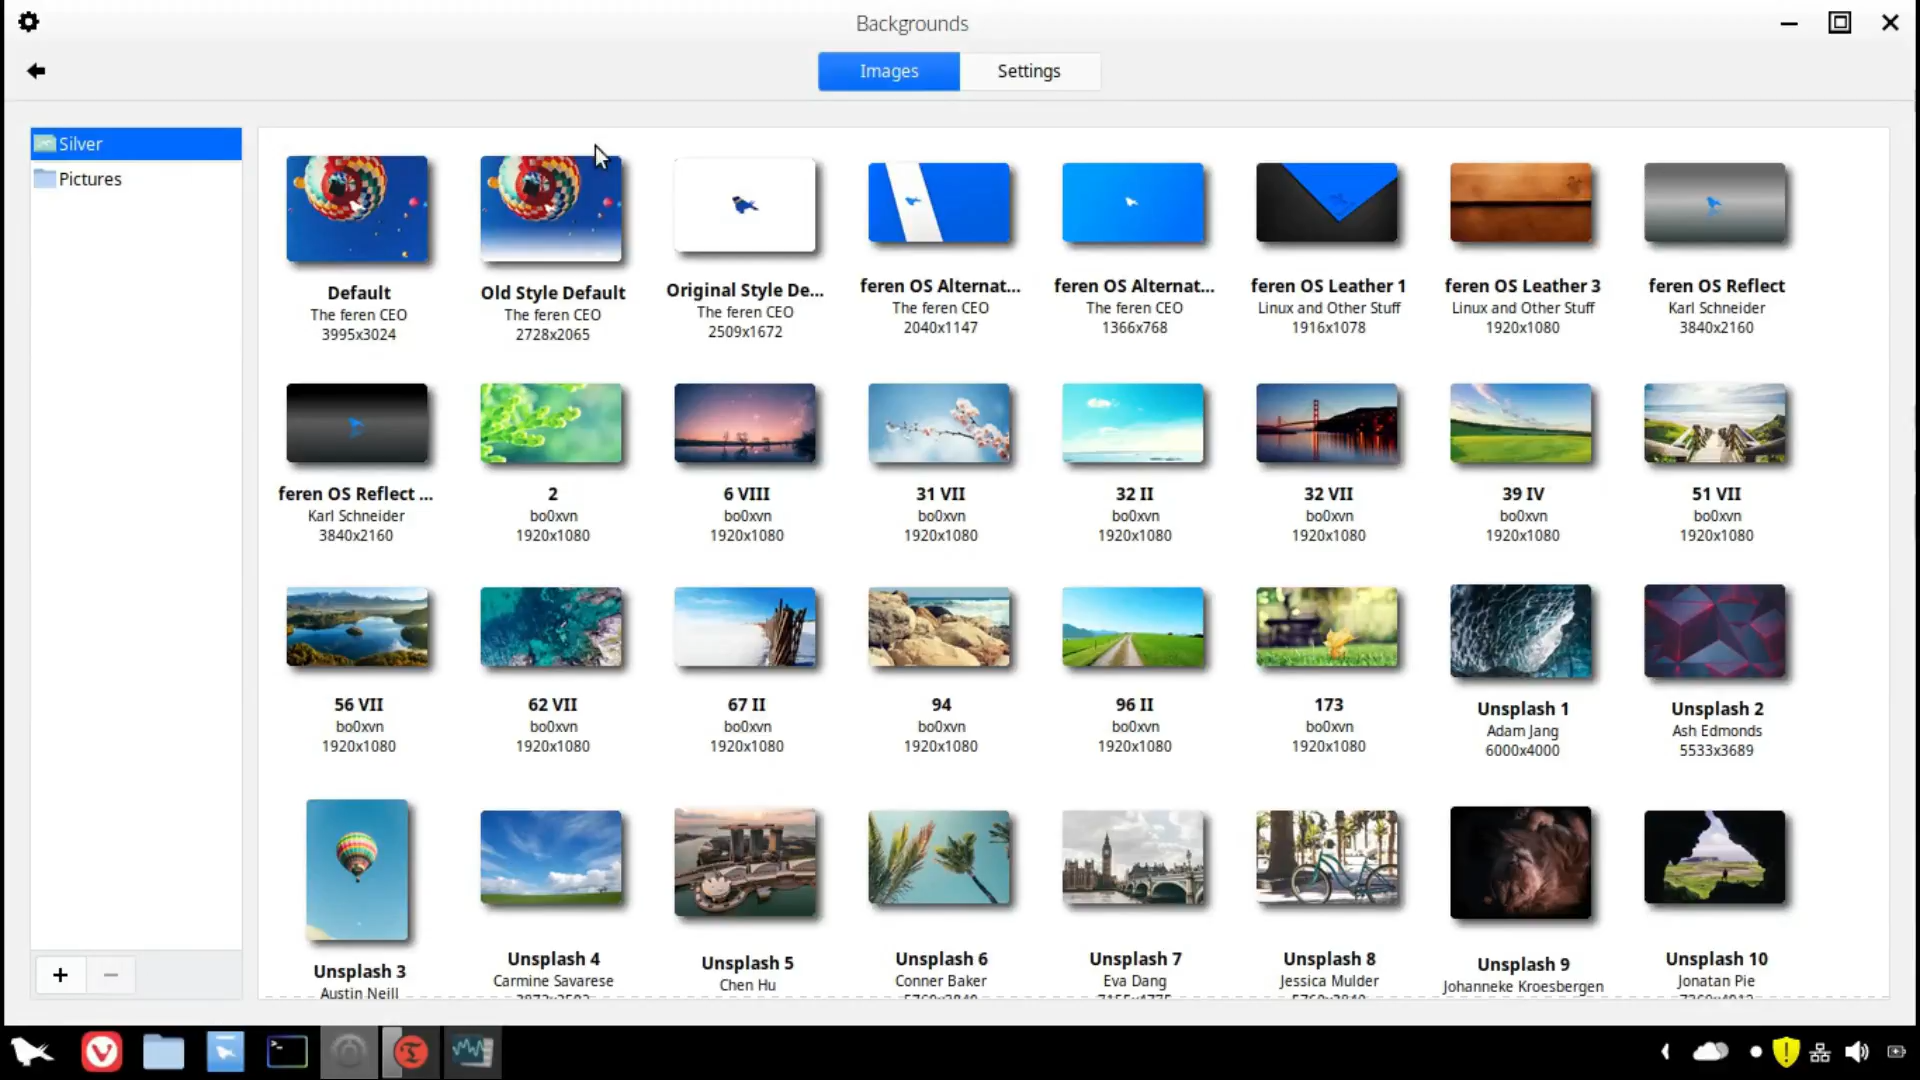 Backgrounds
Images
Settings
Silver
Pictures
Default
The feren CEO
3995x3024
Old Style Default
The feren CEO
2728x2065
Original Style De...
The feren CEO
2509x1672
feren OS Alternat...
The feren CEO
2040x1147
feren OS Alternat...
The feren CEO
1366x768
feren OS Leather 1
Linux and Other Stuff
1916x1078
feren OS Leather 3
Linux and Other Stuff
1920x1080
feren OS Reflect
Karl Schneider
3840x2160
feren OS Reflect ...
Karl Schneider
3840x2160
2
bo0xvn
1920x1080
6 VIII
bo0xvn
1920x1080
31 VII
bo0xvn
1920x1080
32 II
bo0xvn
1920x1080
32 VII
bo0xvn
1920x1080
39 IV
bo0xvn
1920x1080
51 VII
bo0xvn
1920x1080
56 VII
bo0xvn
1920x1080
62 VII
bo0xvn
1920x1080
67 II
bo0xvn
1920x1080
94
bo0xvn
1920x1080
96 II
bo0xvn
1920x1080
173
bo0xvn
1920x1080
Unsplash 1
Adam Jang
6000x4000
Unsplash 2
Ash Edmonds
5533x3689
Unsplash 3
Austin Neill
Unsplash 4
Carmine Savarese
Unsplash 5
Chen Hu
Unsplash 6
Conner Baker
Unsplash 7
Eva Dang
Unsplash 8
Jessica Mulder
Unsplash 9
Johanneke Kroesbergen
Unsplash 10
Jonatan Pie